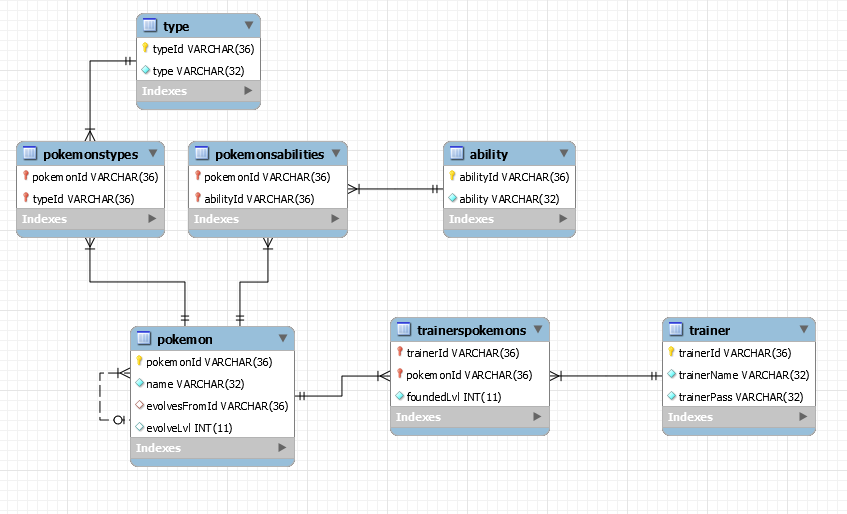 type
typeId VARCHAR(36)
type VARCHAR(32)
Indexes
pokemonstypes
pokemonId VARCHAR(36)
typeId VARCHAR(36)
Indexes
pokemonsabilities
pokemonId VARCHAR(36)
abilityId VARCHAR(36)
Indexes
ability
abilityId VARCHAR(36)
ability VARCHAR(32)
Indexes
pokemon
pokemonId VARCHAR(36)
name VARCHAR(32)
evolvesFromId VARCHAR(36)
evolveLvl INT(11)
Indexes
trainerspokemons
trainerId VARCHAR(36)
pokemonId VARCHAR(36)
foundedLvl INT(11)
Indexes
trainer
trainerId VARCHAR(36)
trainerName VARCHAR(32)
trainerPass VARCHAR(32)
Indexes